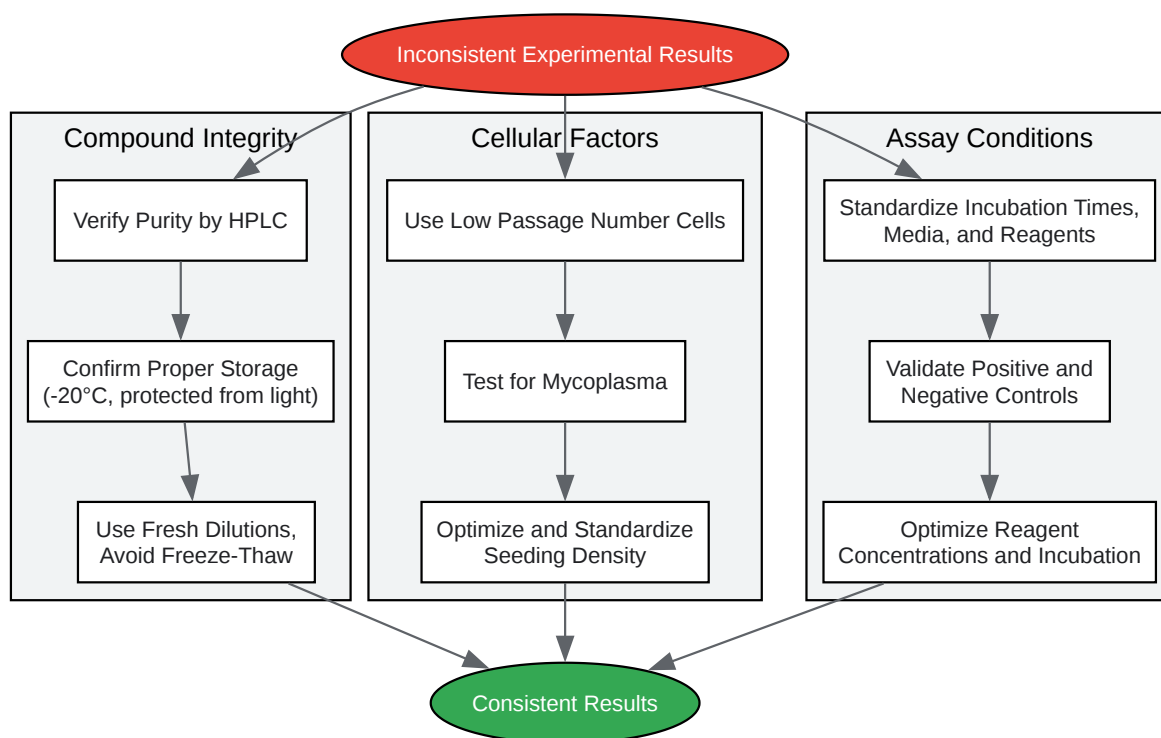 Inconsistent Experimental Results
Compound Integrity
Verify Purity by HPLC
Confirm Proper Storage
(-20°C, protected from light)
Use Fresh Dilutions,
Avoid Freeze-Thaw
Cellular Factors
Use Low Passage Number Cells
Test for Mycoplasma
Optimize and Standardize
Seeding Density
Assay Conditions
Standardize Incubation Times,
Media, and Reagents
Validate Positive and
Negative Controls
Optimize Reagent
Concentrations and Incubation
Consistent Results